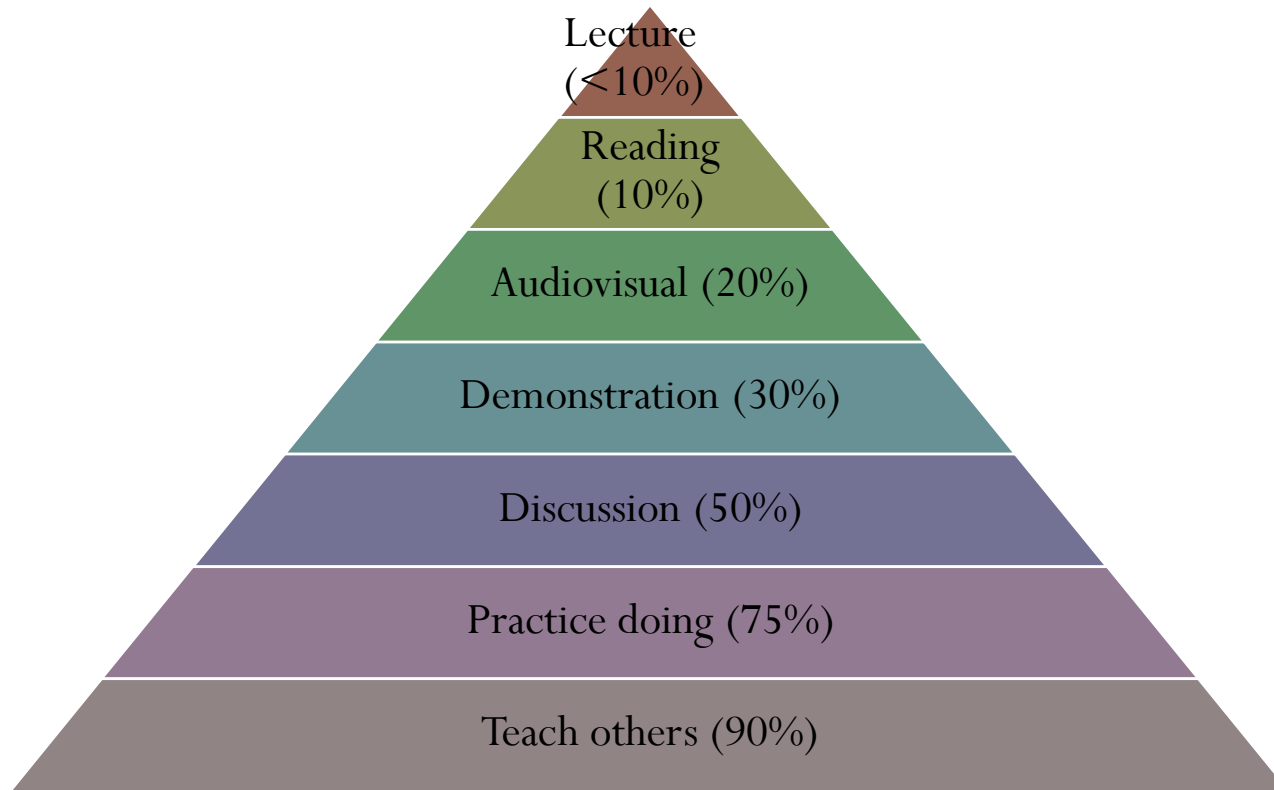 Lecture
(<10%)
Reading
(10%)
Audiovisual (20%)
Demonstration (30%)
Discussion (50%)
Practice doing (75%)
Teach others (90%)